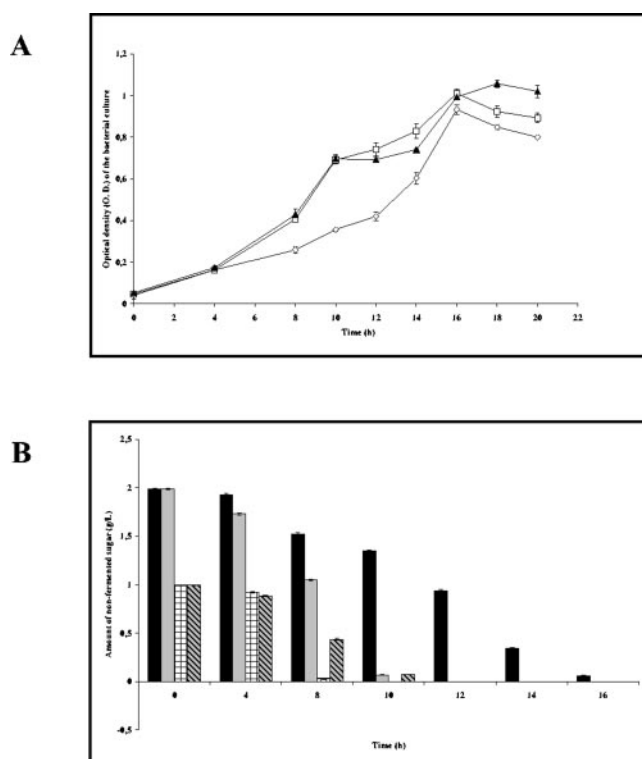 A
1,2
1
0,8
0,6
0,4
0,2
0
Optical density (O. D.) of the bacterial culture
0 2 4 6 8 10 12 14 16 18 20 22
Time (h)
B
2,5
2
1,5
1
0,5
0
-0,5
Amount of non-fermented sugar (g/L)
0 4 8 10 12 14 16
Time (h)